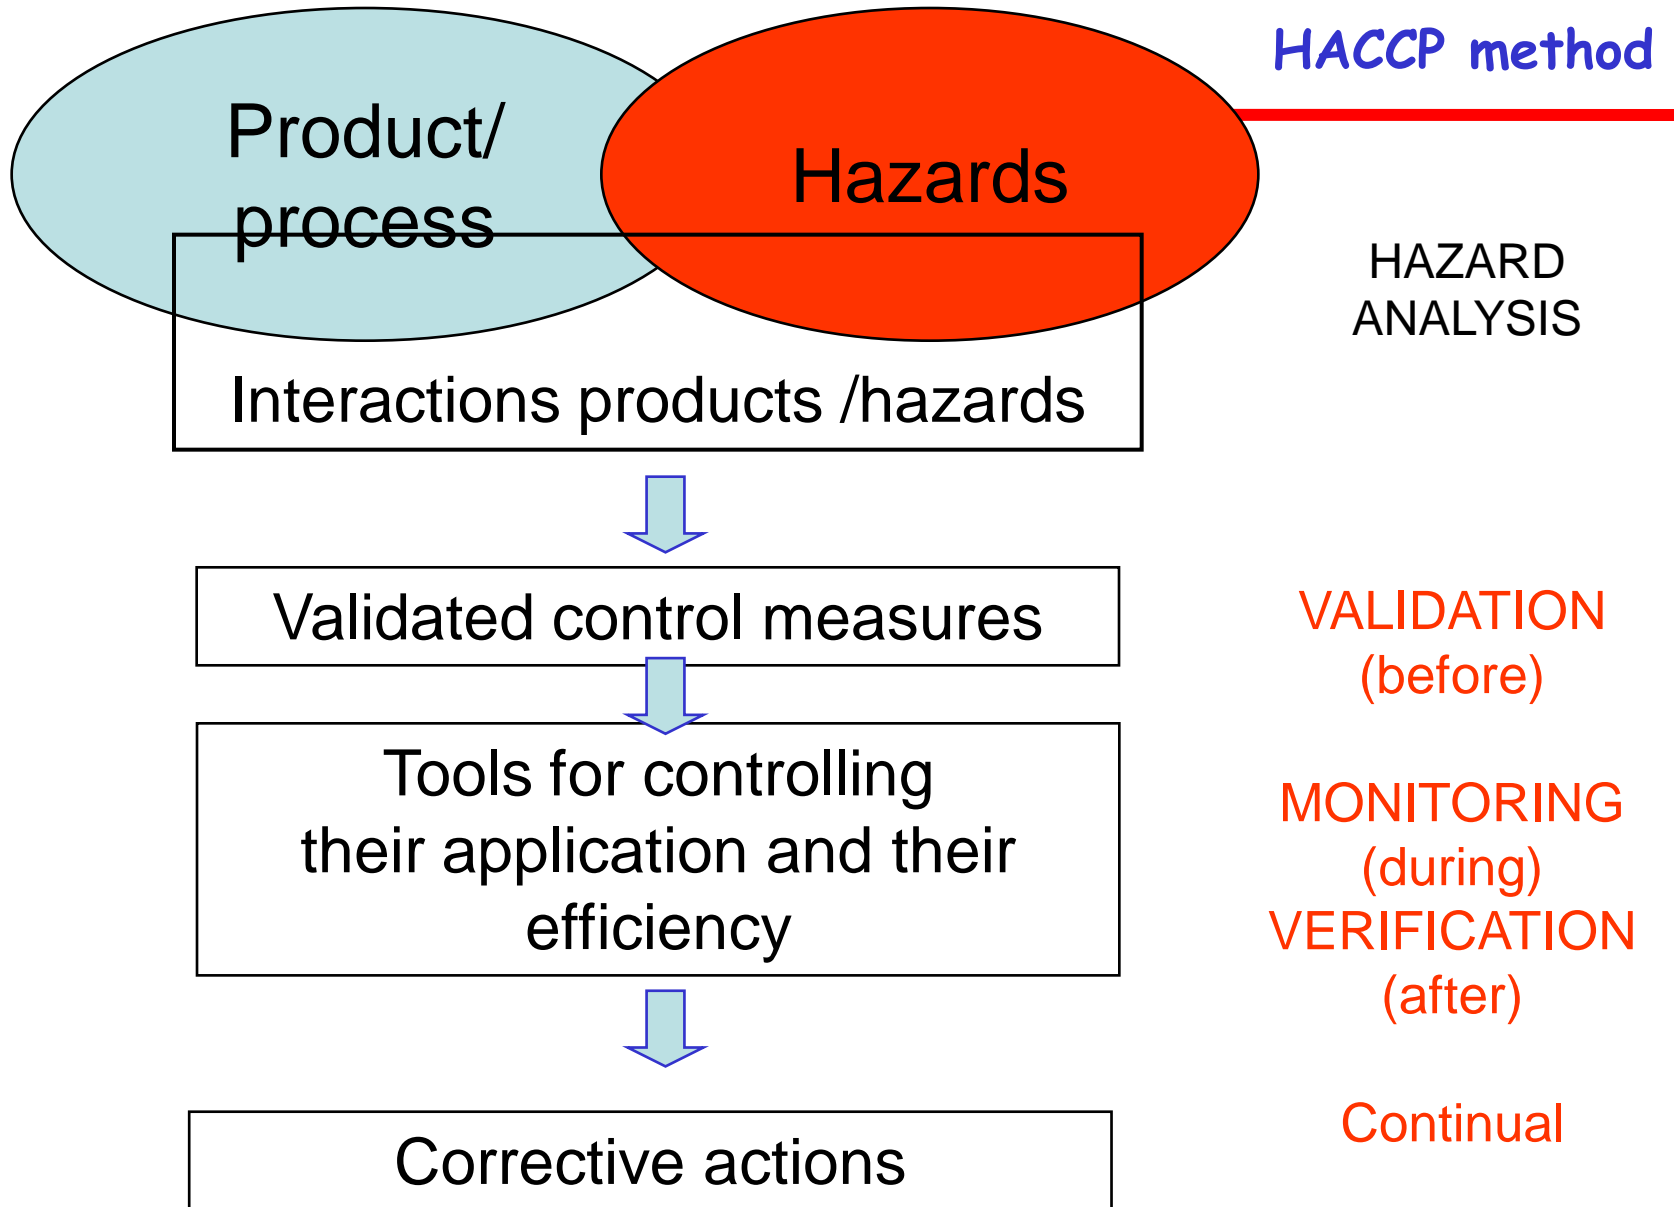 HACCP method
Product/
process
Hazards
HAZARD
ANALYSIS
Interactions products /hazards
Validated control measures
VALIDATION
(before)
Tools for controlling
their application and their
efficiency
MONITORING
(during)
VERIFICATION
(after)
Corrective actions
Continual